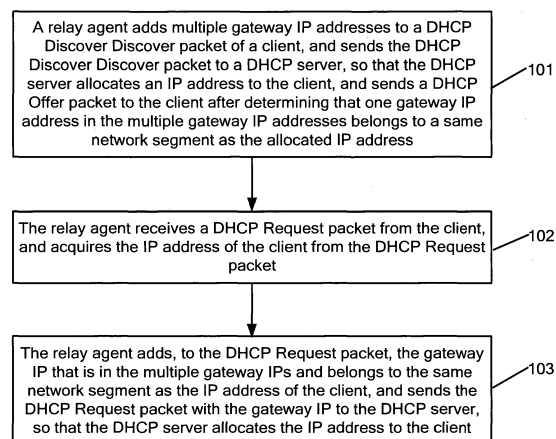 A relay agent adds multiple gateway IP addresses to a DHCP
Discover Discover packet of a client, and sends the DHCP
Discover Discover packet to a DHCP server, so that the DHCP
server allocates an IP address to the client, and sends a DHCP
Offer packet to the client after determining that one gateway IP
address in the multiple gateway IP addresses belongs to a same
network segment as the allocated IP address
101
The relay agent receives a DHCP Request packet from the client,
and acquires the IP address of the client from the DHCP Request
packet
102
The relay agent adds, to the DHCP Request packet, the gateway
IP that is in the multiple gateway IPs and belongs to the same
network segment as the IP address of the client, and sends the
DHCP Request packet with the gateway IP to the DHCP server,
so that the DHCP server allocates the IP address to the client
103